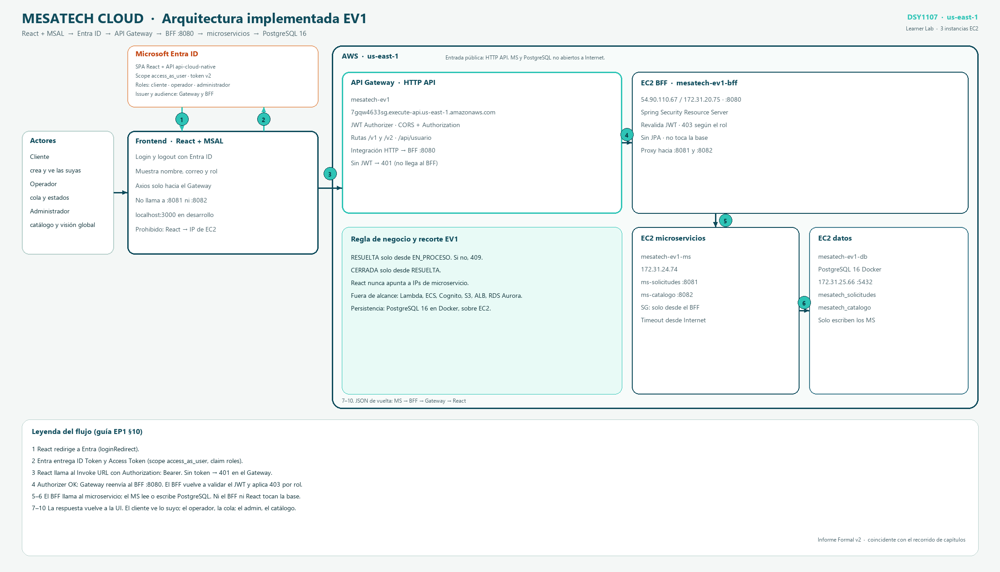 MESATECH CLOUD · Arquitectura implementada EV1
React + MSAL → Entra ID → API Gateway → BFF :8080 → microservicios → PostgreSQL 16
DSY1107 · us-east-1
Learner Lab · 3 instancias EC2
Microsoft Entra ID
SPA React + API api-cloud-native
Scope access_as_user · token v2
Roles: cliente · operador · administrador
Issuer y audience: Gateway y BFF
1
2
Actores
Cliente
crea y ve las suyas
Operador
cola y estados
Administrador
catálogo y visión global
Frontend · React + MSAL
Login y logout con Entra ID
Muestra nombre, correo y rol
Axios solo hacia el Gateway
No llama a :8081 ni :8082
localhost:3000 en desarrollo
Prohibido: React → IP de EC2
3
AWS · us-east-1
Entrada pública: HTTP API. MS y PostgreSQL no abiertos a Internet.
API Gateway · HTTP API
mesatech-ev1
7gqw4633sg.execute-api.us-east-1.amazonaws.com
JWT Authorizer · CORS + Authorization
Rutas /v1 y /v2 · /api/usuario
Integración HTTP → BFF :8080
Sin JWT → 401 (no llega al BFF)
4
EC2 BFF · mesatech-ev1-bff
54.90.110.67 / 172.31.20.75 · :8080
Spring Security Resource Server
Revalida JWT · 403 según el rol
Sin JPA · no toca la base
Proxy hacia :8081 y :8082
5
Regla de negocio y recorte EV1
RESUELTA solo desde EN_PROCESO. Si no, 409.
CERRADA solo desde RESUELTA.
React nunca apunta a IPs de microservicio.
Fuera de alcance: Lambda, ECS, Cognito, S3, ALB, RDS Aurora.
Persistencia: PostgreSQL 16 en Docker, sobre EC2.
EC2 microservicios
mesatech-ev1-ms
172.31.24.74
ms-solicitudes :8081
ms-catalogo :8082
SG: solo desde el BFF
Timeout desde Internet
6
EC2 datos
mesatech-ev1-db
PostgreSQL 16 Docker
172.31.25.66 :5432
mesatech_solicitudes
mesatech_catalogo
Solo escriben los MS
7–10. JSON de vuelta: MS → BFF → Gateway → React
Leyenda del flujo (guía EP1 §10)
1 React redirige a Entra (loginRedirect).
2 Entra entrega ID Token y Access Token (scope access_as_user, claim roles).
3 React llama al Invoke URL con Authorization: Bearer. Sin token → 401 en el Gateway.
4 Authorizer OK: Gateway reenvía al BFF :8080. El BFF vuelve a validar el JWT y aplica 403 por rol.
5–6 El BFF llama al microservicio; el MS lee o escribe PostgreSQL. Ni el BFF ni React tocan la base.
7–10 La respuesta vuelve a la UI. El cliente ve lo suyo; el operador, la cola; el admin, el catálogo.
Informe Formal v2 · coincidente con el recorrido de capítulos